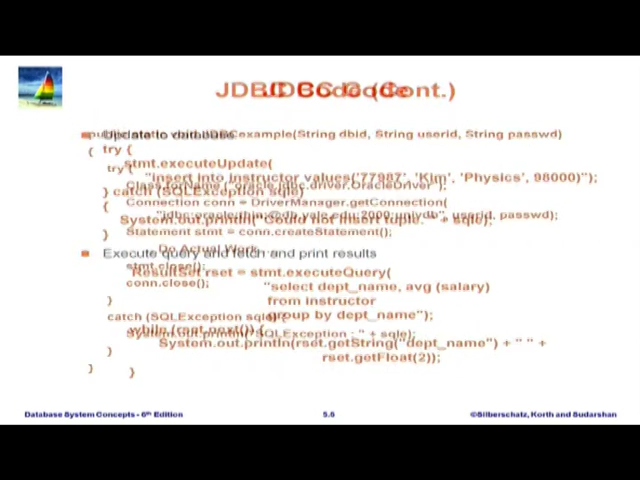 JDBC Code (Cont.)
JDBC Code
public static void JDBCexample(String dbid, String userid, String passwd)
Update to database
{
try {
stmt.executeUpdate(
try {
"insert into instructor values('77987', 'Kim', 'Physics', 98000)");
Class.forName ("oracle.jdbc.driver.OracleDriver");
} catch (SQLException sqle)
Connection conn = DriverManager.getConnection(
{
"jdbc:oracle:thin:@db.yale.edu:2000:univdb", userid, passwd);
System.out.println("Could not insert tuple. " + sqle);
Statement stmt = conn.createStatement();
}
… Do Actual Work ….
Execute query and fetch and print results
stmt.close();
ResultSet rset = stmt.executeQuery(
conn.close();
"select dept_name, avg (salary)
}
from instructor
catch (SQLException sqle) {
group by dept_name");
while (rset.next()) {
System.out.println("SQLException : " + sqle);
System.out.println(rset.getString("dept_name") + " " +
}
rset.getFloat(2));
}
}
Database System Concepts - 6th Edition
5.8
©Silberschatz, Korth and Sudarshan